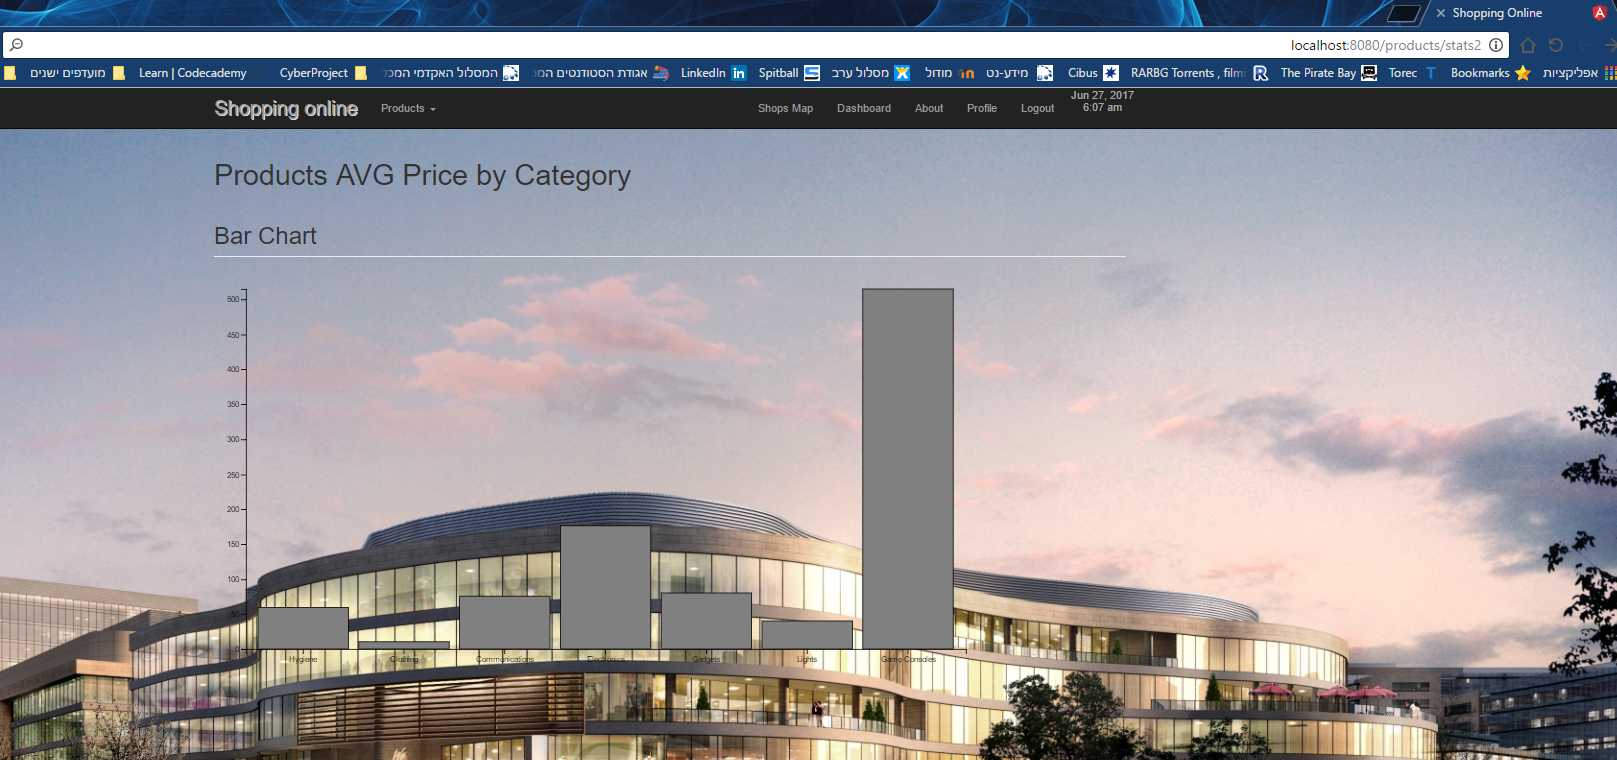 Shopping Online
localhost:8080/products/stats2
מועדפים ישנים Learn | Codecademy CyberProject המסלול האקדמי המכ אגודת הסטודנטים המכ LinkedIn Spitball מסלול ערב מודול מידע-נט Cibus RARBG Torrents , filmi The Pirate Bay Torec Bookmarks אפליקציות
Shopping online Products Shops Map Dashboard About Profile Logout Jun 27, 2017
6:07 am
Products AVG Price by Category
Bar Chart
500
450
400
350
300
250
200
150
100
50
0
Hygiene Clothing Communications Electronics Gadgets Lights Game Consoles